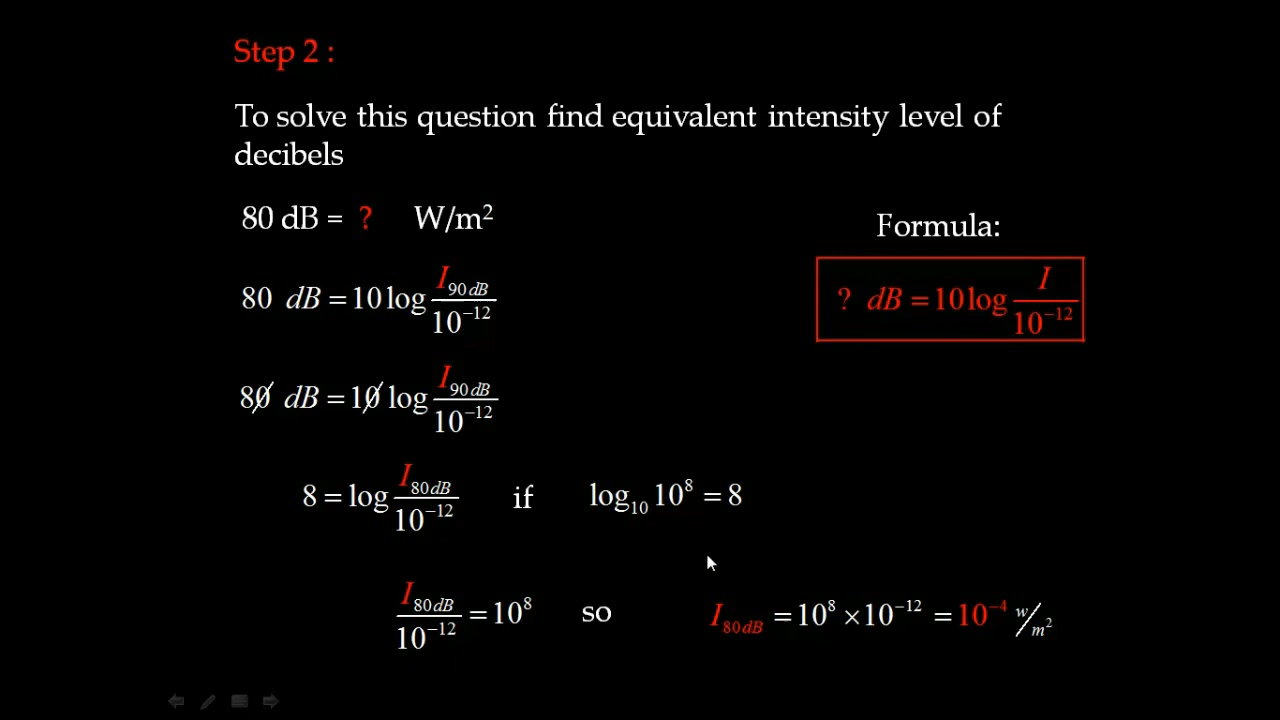 Step 2 :
To solve this question find equivalent intensity level of
decibels
80 dB = ? W/m²
Formula:
80 dB = 10 log I₉₀dB / 10⁻¹²
? dB = 10 log I / 10⁻¹²
80 dB = 10 log I₉₀dB / 10⁻¹²
8 = log I₈₀dB / 10⁻¹² if log₁₀ 10⁸ = 8
I₈₀dB / 10⁻¹² = 10⁸ so I₈₀dB = 10⁸ × 10⁻¹² = 10⁻⁴ w/m²